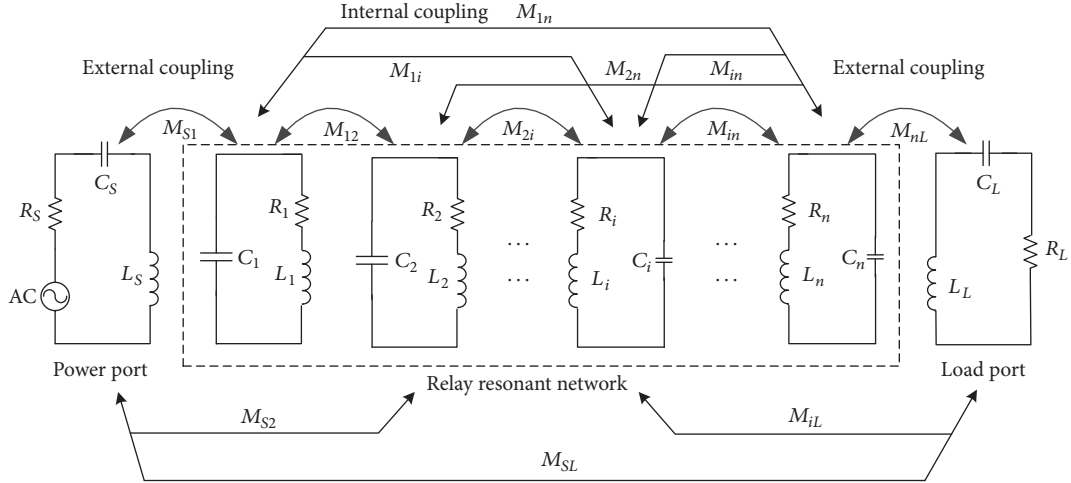 Internal coupling M1n
External coupling
M1i
M2n
Min
External coupling
MS1
M12
M2i
Min
MnL
CS
CL
RS
R1
R2
Ri
Rn
RL
C1
C2
Ci
Cn
... ...
LS
L1
L2
Li
Ln
LL
... ...
AC
Power port
Relay resonant network
Load port
MS2
MiL
MSL